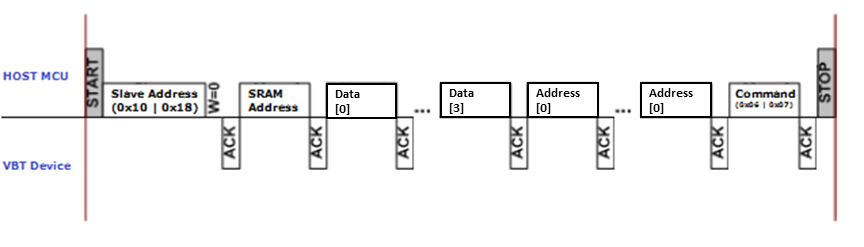 HOST MCU
START
Slave Address
(0x10 | 0x18)
W=0
SRAM
Address
Data
[0]
...
Data
[3]
Address
[0]
...
Address
[0]
Command
(0x06 | 0x07)
STOP
ACK
ACK
ACK
ACK
ACK
ACK
ACK
VBT Device